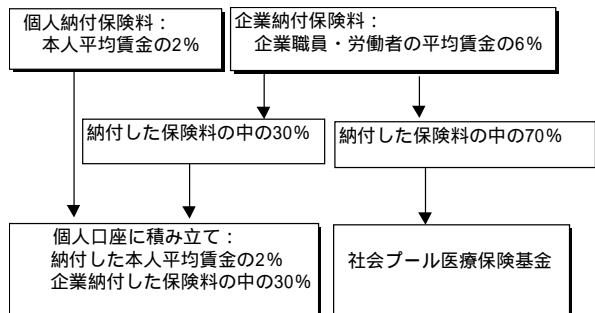 個人納付保険料：
本人平均賃金の2%
企業納付保険料：
企業職員・労働者の平均賃金の6%
納付した保険料の中の30%
納付した保険料の中の70%
個人口座に積み立て：
納付した本人平均賃金の2%
企業納付した保険料の中の30%
社会プール医療保険基金